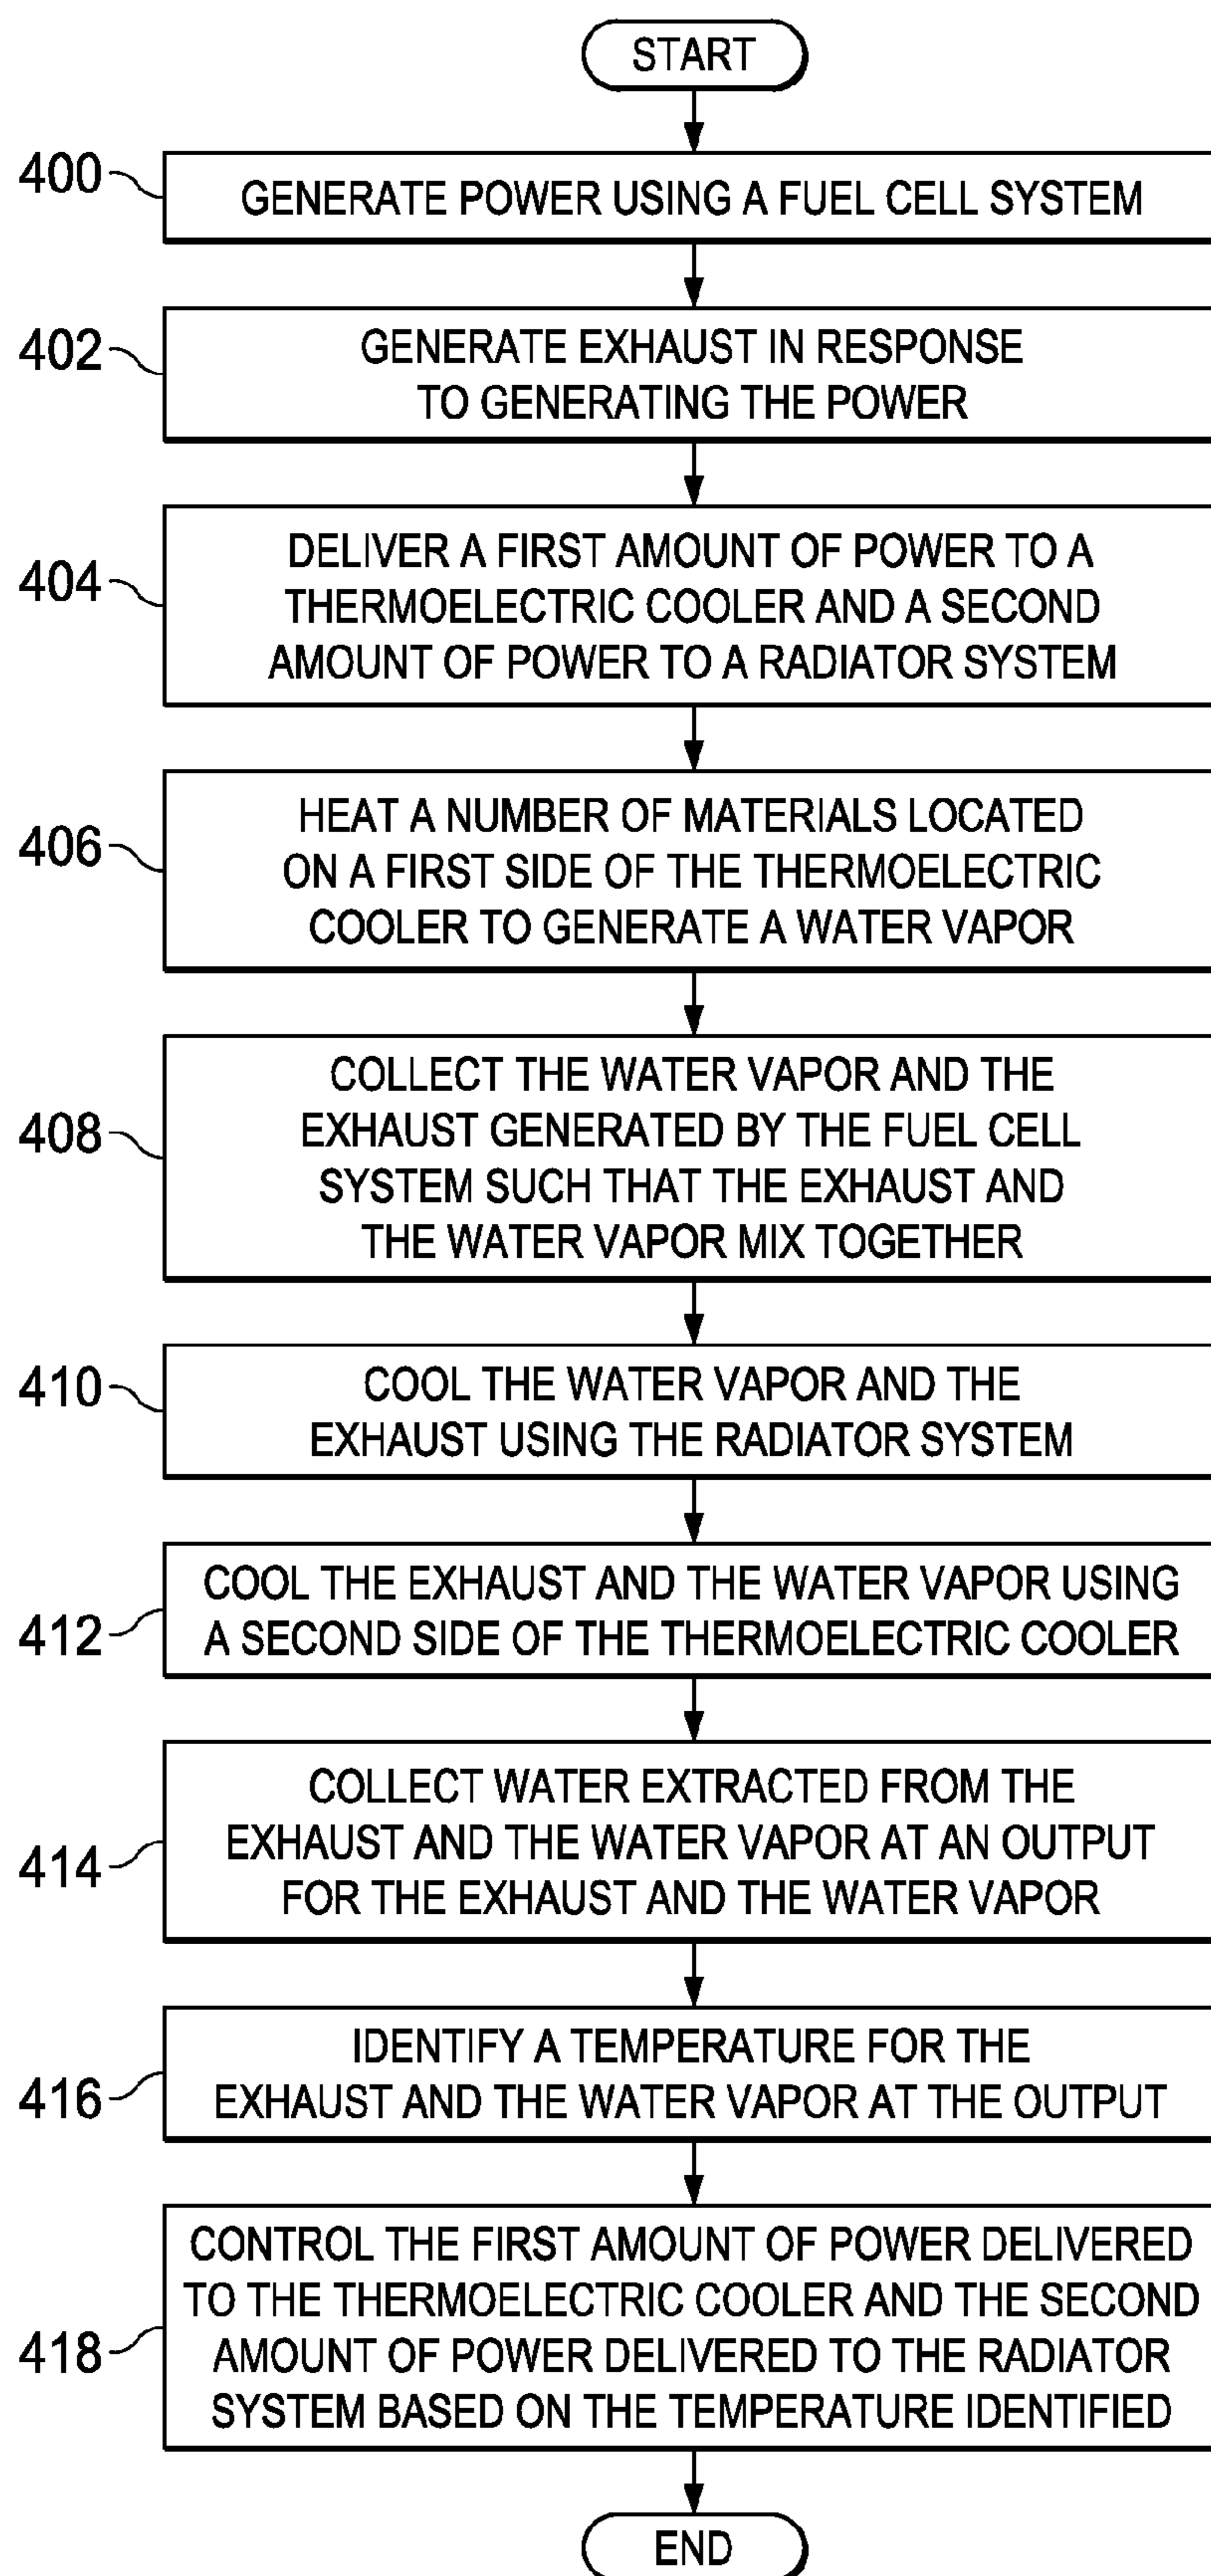 START
400
GENERATE POWER USING A FUEL CELL SYSTEM
402
GENERATE EXHAUST IN RESPONSE
TO GENERATING THE POWER
404
DELIVER A FIRST AMOUNT OF POWER TO A
THERMOELECTRIC COOLER AND A SECOND
AMOUNT OF POWER TO A RADIATOR SYSTEM
406
HEAT A NUMBER OF MATERIALS LOCATED
ON A FIRST SIDE OF THE THERMOELECTRIC
COOLER TO GENERATE A WATER VAPOR
408
COLLECT THE WATER VAPOR AND THE
EXHAUST GENERATED BY THE FUEL CELL
SYSTEM SUCH THAT THE EXHAUST AND
THE WATER VAPOR MIX TOGETHER
410
COOL THE WATER VAPOR AND THE
EXHAUST USING THE RADIATOR SYSTEM
412
COOL THE EXHAUST AND THE WATER VAPOR USING
A SECOND SIDE OF THE THERMOELECTRIC COOLER
414
COLLECT WATER EXTRACTED FROM THE
EXHAUST AND THE WATER VAPOR AT AN OUTPUT
FOR THE EXHAUST AND THE WATER VAPOR
416
IDENTIFY A TEMPERATURE FOR THE
EXHAUST AND THE WATER VAPOR AT THE OUTPUT
418
CONTROL THE FIRST AMOUNT OF POWER DELIVERED
TO THE THERMOELECTRIC COOLER AND THE SECOND
AMOUNT OF POWER DELIVERED TO THE RADIATOR
SYSTEM BASED ON THE TEMPERATURE IDENTIFIED
END